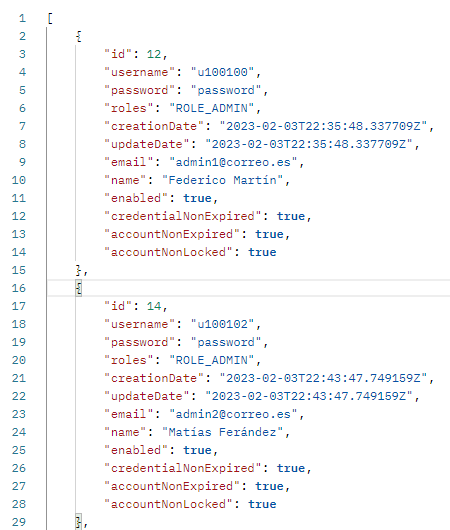 1 [
2 {
3 "id": 12,
4 "username": "u100100",
5 "password": "password",
6 "roles": "ROLE_ADMIN",
7 "creationDate": "2023-02-03T22:35:48.337709Z",
8 "updateDate": "2023-02-03T22:35:48.337709Z",
9 "email": "admin1@correo.es",
10 "name": "Federico Martín",
11 "enabled": true,
12 "credentialNonExpired": true,
13 "accountNonExpired": true,
14 "accountNonLocked": true
15 },
16 {
17 "id": 14,
18 "username": "u100102",
19 "password": "password",
20 "roles": "ROLE_ADMIN",
21 "creationDate": "2023-02-03T22:43:47.749159Z",
22 "updateDate": "2023-02-03T22:43:47.749159Z",
23 "email": "admin2@correo.es",
24 "name": "Matías Ferández",
25 "enabled": true,
26 "credentialNonExpired": true,
27 "accountNonExpired": true,
28 "accountNonLocked": true
29 },